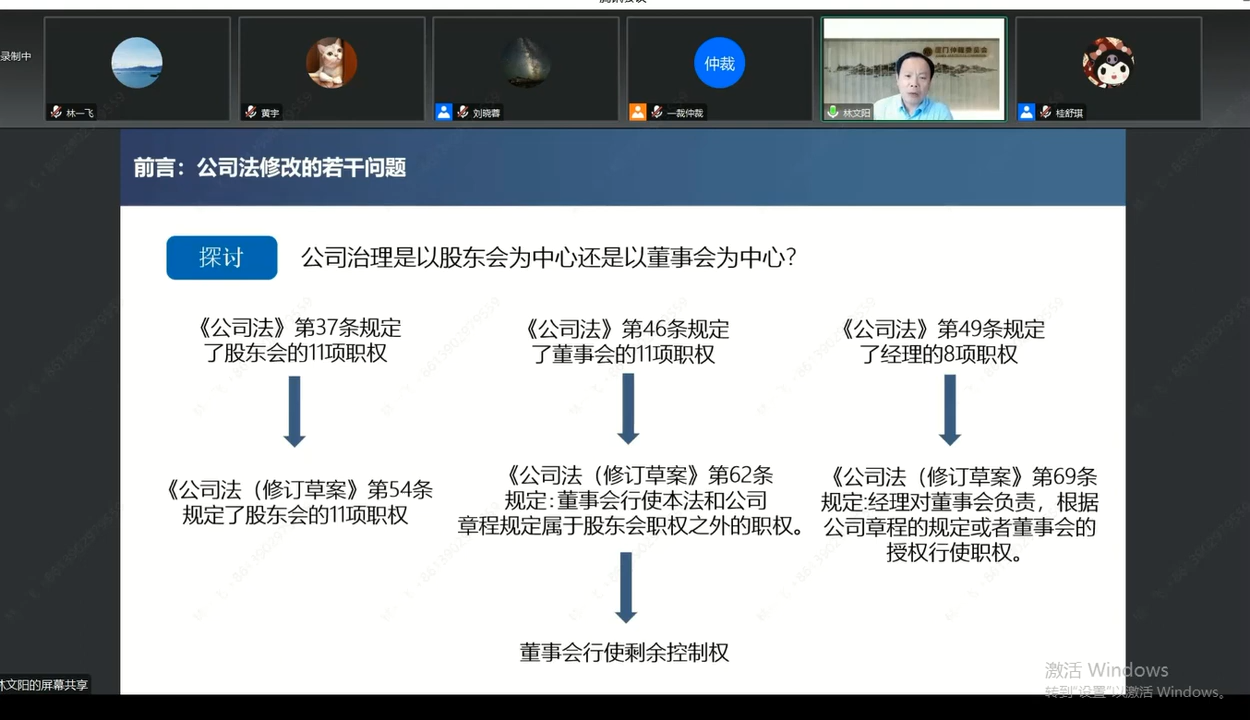 录制中
林一飞
黄宇
刘晓蓉
仲裁
一裁仲裁
厦门仲裁委员会
林文阳
桂舒琪
前言：公司法修改的若干问题
探讨
公司治理是以股东会为中心还是以董事会为中心？
《公司法》第37条规定
了股东会的11项职权
《公司法》第46条规定
了董事会的11项职权
《公司法》第49条规定
了经理的8项职权
《公司法（修订草案》第54条
规定了股东会的11项职权
《公司法（修订草案》第62条
规定:董事会行使本法和公司
章程规定属于股东会职权之外的职权。
《公司法（修订草案》第69条
规定:经理对董事会负责，根据
公司章程的规定或者董事会的
授权行使职权。
董事会行使剩余控制权
激活 Windows
转到"设置"以激活 Windows。
林文阳的屏幕共享